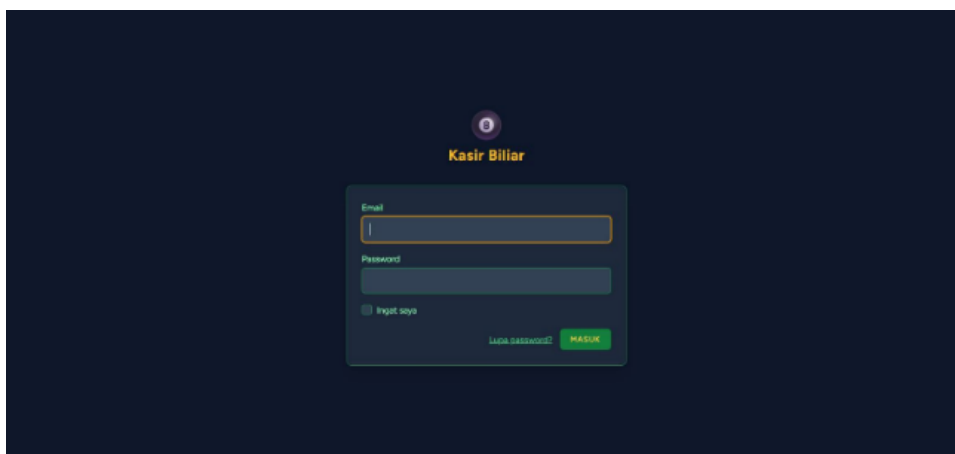 8
Kasir Biliar
Email
Password
Ingat saya
Lupa password? MASUK